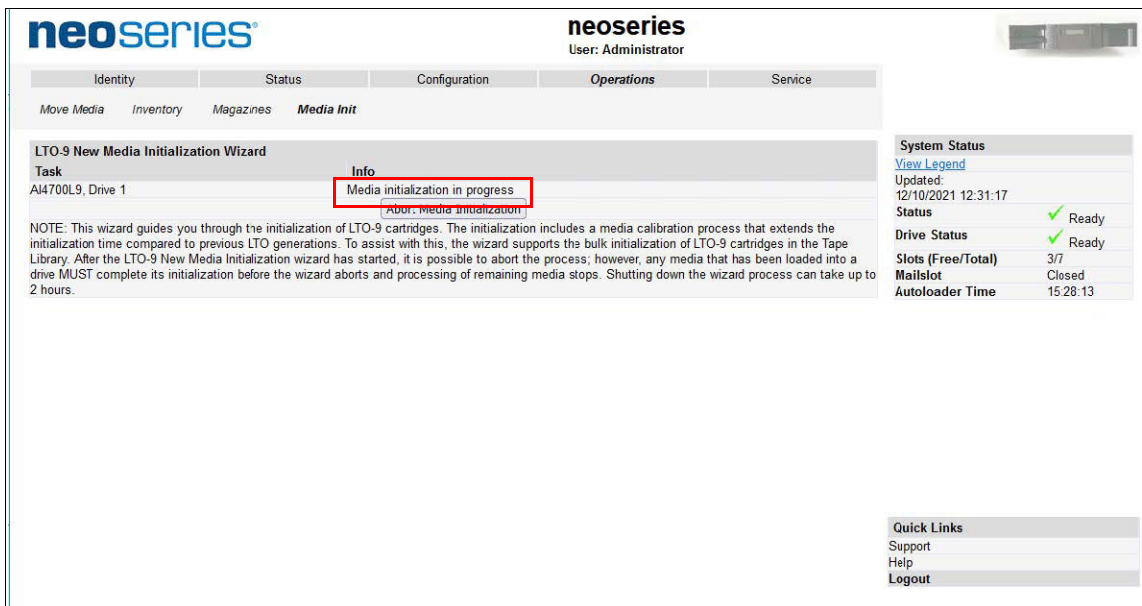 neoseries®
neoseries
User: Administrator
Identity Status Configuration Operations Service
Move Media Inventory Magazines Media Init
LTO-9 New Media Initialization Wizard
Task Info
AI4700L9, Drive 1 Media initialization in progress
Abor: Media Initialization
NOTE: This wizard guides you through the initialization of LTO-9 cartridges. The initialization includes a media calibration process that extends the
initialization time compared to previous LTO generations. To assist with this, the wizard supports the bulk initialization of LTO-9 cartridges in the Tape
Library. After the LTO-9 New Media Initialization wizard has started, it is possible to abort the process; however, any media that has been loaded into a
drive MUST complete its initialization before the wizard aborts and processing of remaining media stops. Shutting down the wizard process can take up to
2 hours.
System Status
View Legend
Updated:
12/10/2021 12:31:17
Status Ready
Drive Status Ready
Slots (Free/Total) 3/7
Mailslot Closed
Autoloader Time 15:28:13
Quick Links
Support
Help
Logout